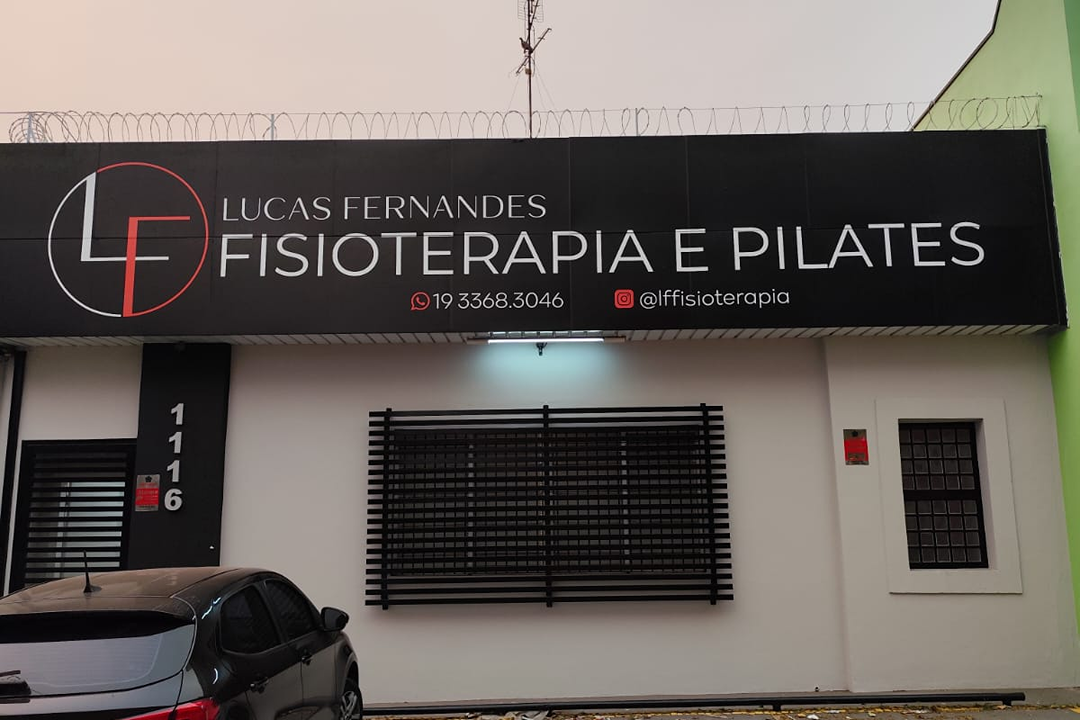 LF
LUCAS FERNANDES
FISIOTERAPIA E PILATES
19 3368.3046
@lffisioterapia
1116